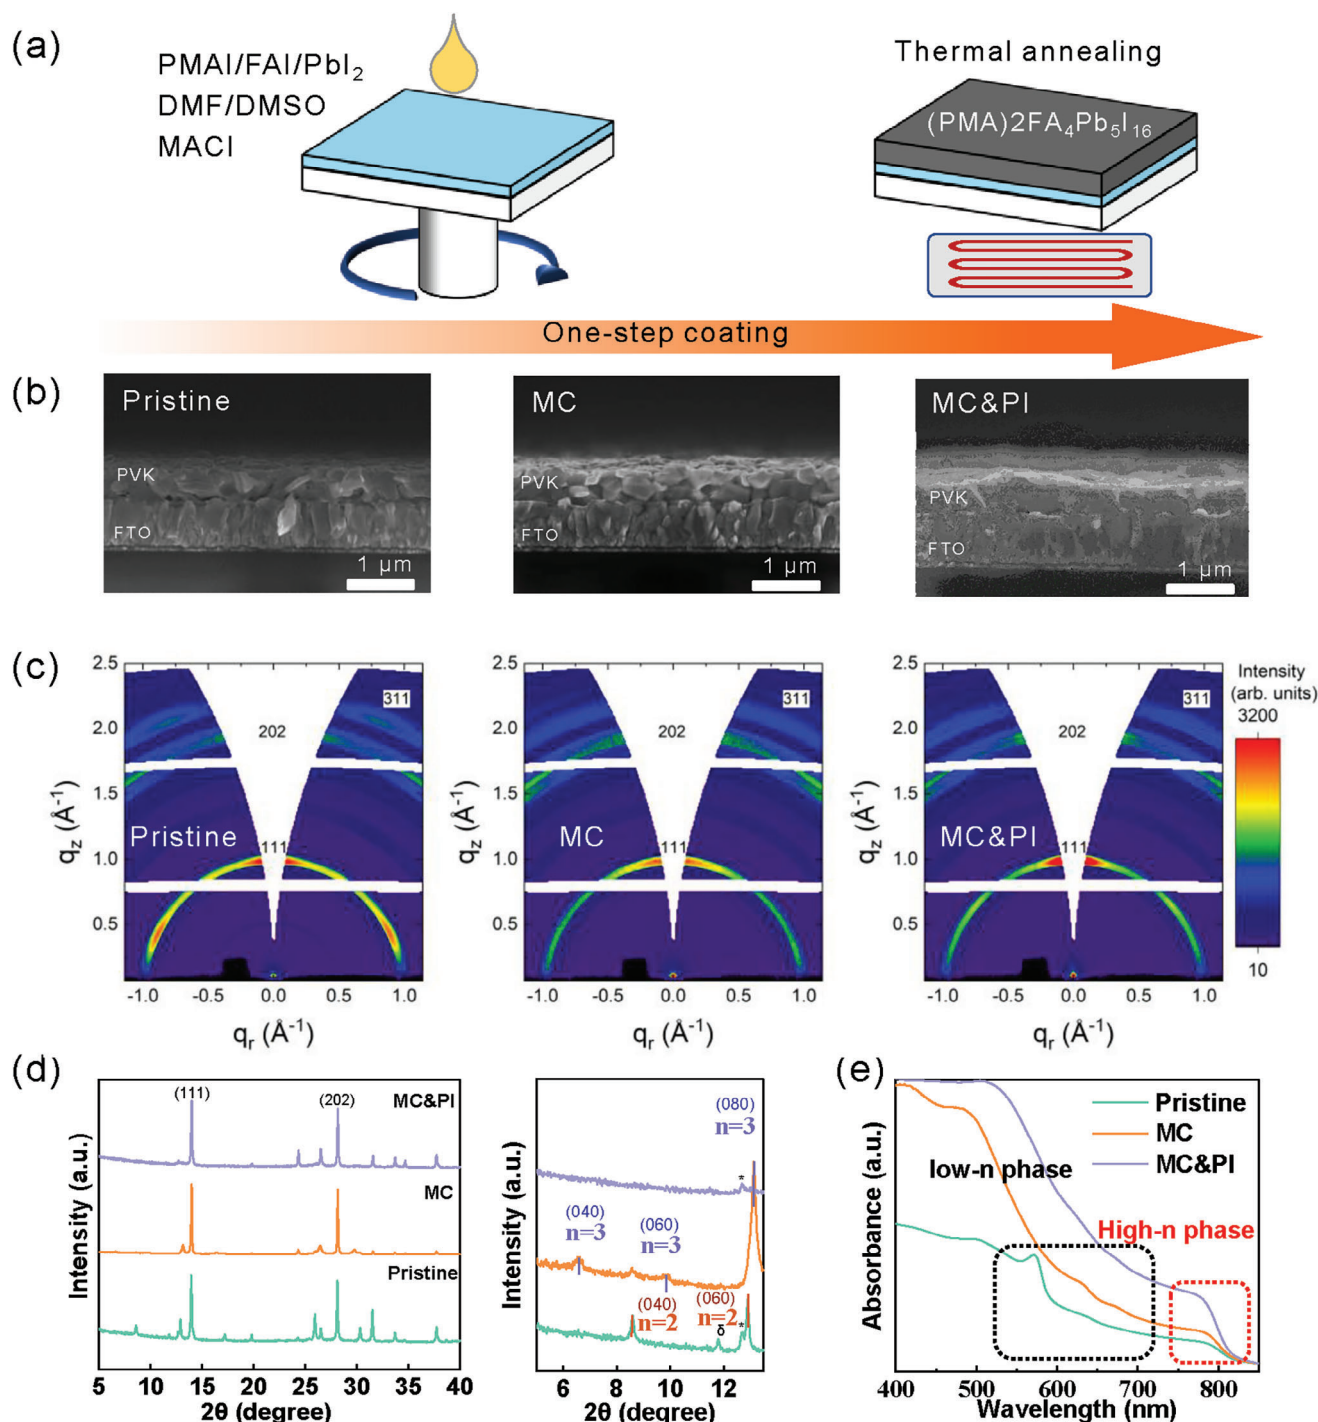 (a)
PMAI/FAI/PbI2
DMF/DMSO
MACl
Thermal annealing
(PMA)2FA4Pb5I16
One-step coating
(b)
Pristine
PVK
FTO
1 µm
MC
PVK
FTO
1 µm
MC&PI
PVK
FTO
1 µm
(c)
2.5
2.0
1.5
1.0
0.5
qz (Å-1)
311
202
Pristine
111
-1.0 -0.5 0.0 0.5 1.0
qr (Å-1)
311
202
MC
111
-1.0 -0.5 0.0 0.5 1.0
qr (Å-1)
2.5
2.0
1.5
1.0
0.5
qz (Å-1)
311
202
MC&PI
111
-1.0 -0.5 0.0 0.5 1.0
qr (Å-1)
2.5
2.0
1.5
1.0
0.5
qz (Å-1)
Intensity
(arb. units)
3200
10
(d)
Intensity (a.u.)
(111)
(202)
MC&PI
MC
Pristine
5 10 15 20 25 30 35 40
2θ (degree)
Intensity (a.u.)
(080)
n=3
*
(040)
n=3
(060)
n=3
(040)
n=2
(060)
n=2
δ
*
6 8 10 12
2θ (degree)
(e)
Absorbance (a.u.)
Pristine
MC
MC&PI
low-n phase
High-n phase
400 500 600 700 800
Wavelength (nm)